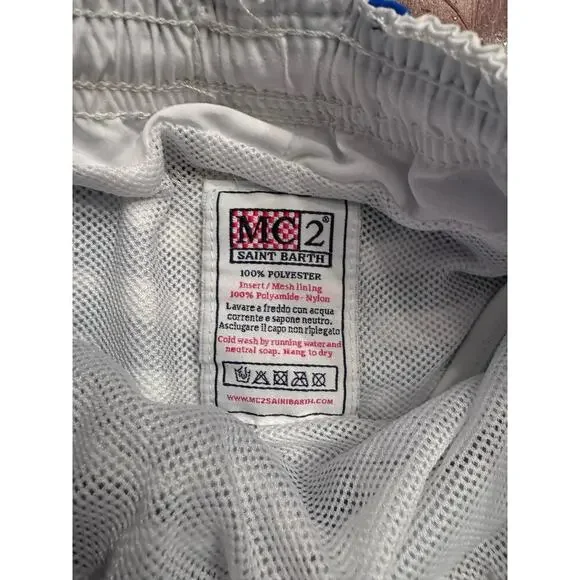 MC2®
SAINT BARTH
100% POLYESTER
Insert/Mesh lining
100% Polyamide - Nylon
Lavare a freddo con acqua
corrente e sapone neutro.
Asciugare il capo non ripiegato
Cold wash by running water and
neutral soap. Hang to dry
WWW.MC2SAINTBARTH.COM